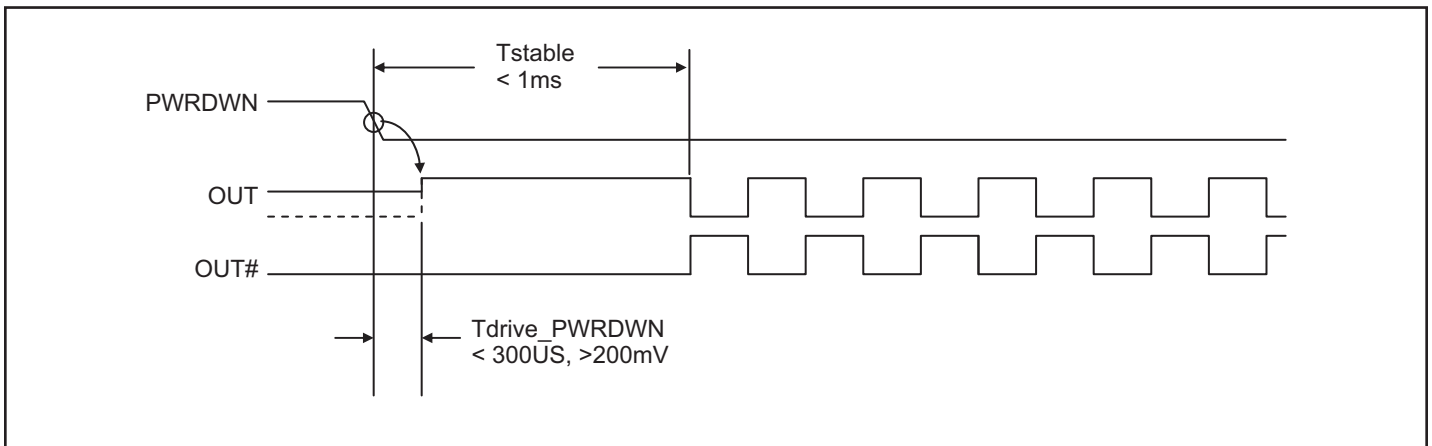 Tstable
< 1ms
PWRDWN
OUT
OUT#
Tdrive_PWRDWN
< 300US, >200mV